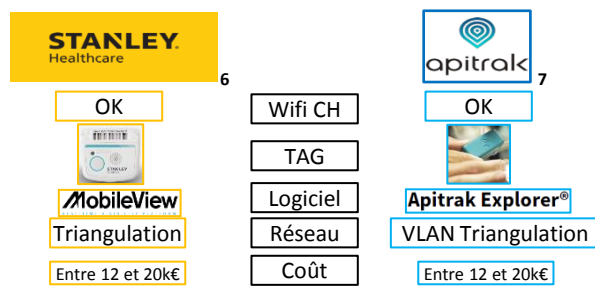 STANLEY.
Healthcare
6
apitrak
7
OK
Wifi CH
OK
STANLEY
TAG
MobileView
Logiciel
Apitrak Explorer®
Triangulation
Réseau
VLAN Triangulation
Entre 12 et 20k€
Coût
Entre 12 et 20k€